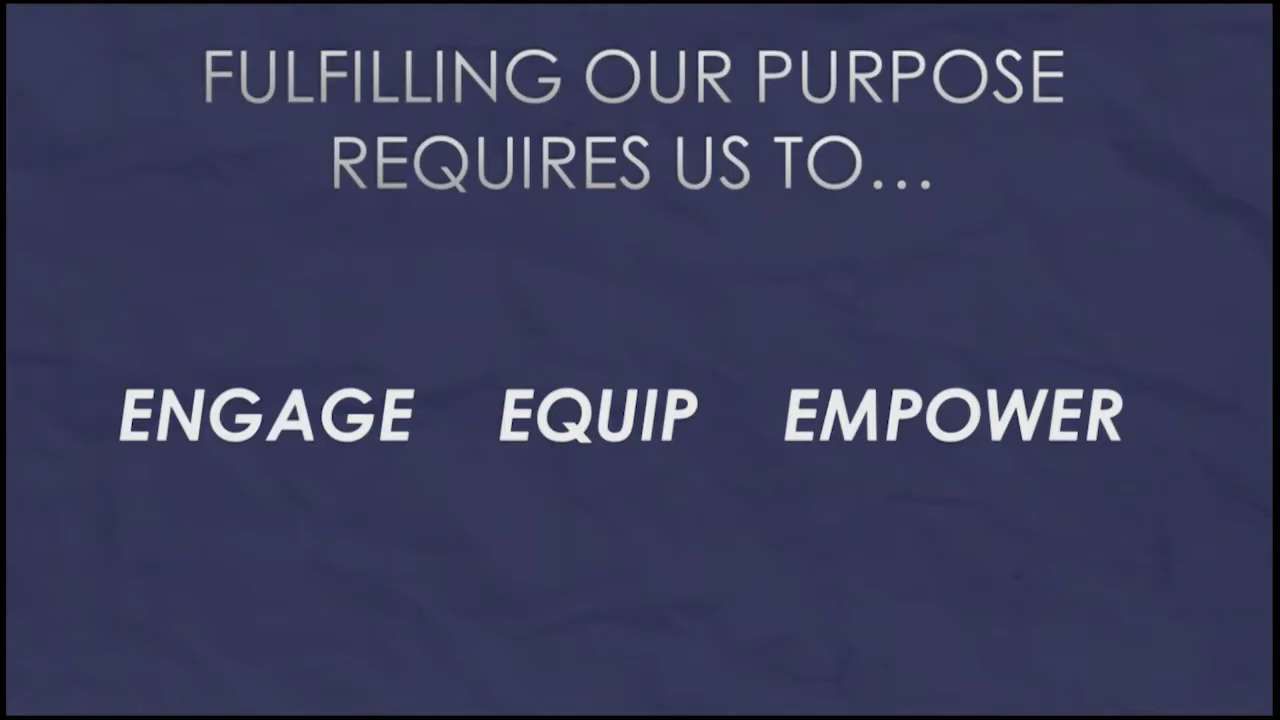 FULFILLING OUR PURPOSE
REQUIRES US TO...
ENGAGE EQUIP EMPOWER